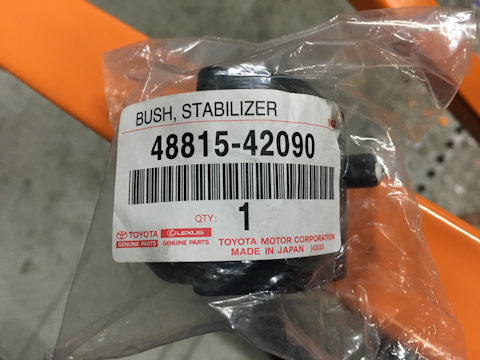 BUSH, STABILIZER
48815-42090
QTY: 1
TOYOTA LEXUS
GENUINE PARTS GENUINE PARTS
TOYOTA MOTOR CORPORATION
MADE IN JAPAN